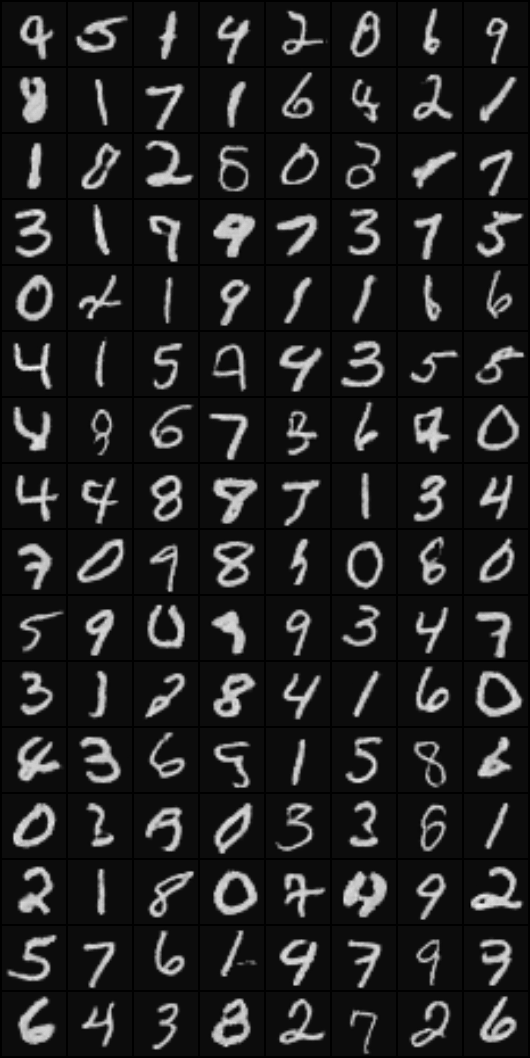 9 5 1 4 2 0 6 9
8 1 7 1 6 4 2 1
1 8 2 8 0 8 1 7
3 1 9 9 7 3 7 5
0 1 9 1 1 6 6
4 1 5 9 9 3 5 8
4 8 6 7 3 6 4 0
4 4 8 8 7 1 3 4
7 0 9 8 0 8 0
5 9 0 9 9 3 4 7
3 1 2 8 4 1 6 0
4 3 6 5 1 5 8 6
0 3 9 0 3 3 6 1
2 1 8 0 7 9 2
5 7 6 1 9 7 9 3
6 4 3 8 2 7 2 6